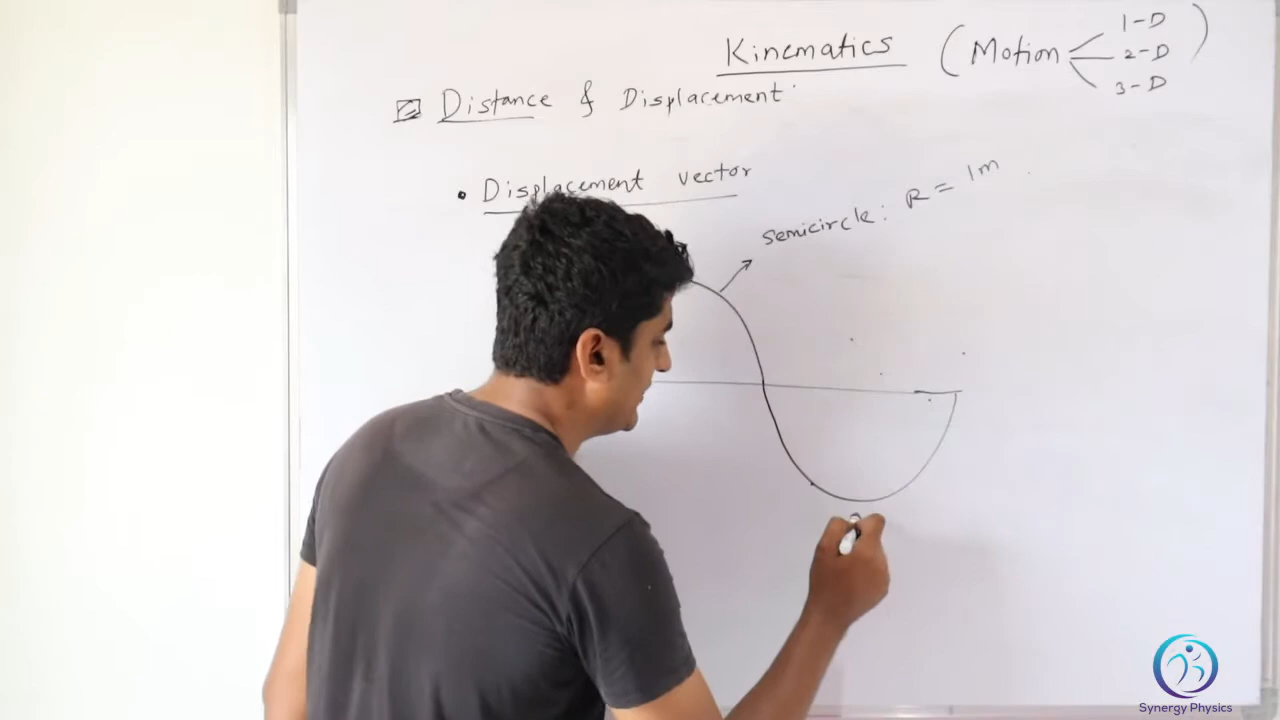 Kinematics (Motion 1-D
2-D
3-D)
Distance & Displacement
• Displacement vector
semicircle: R = 1m
Synergy Physics